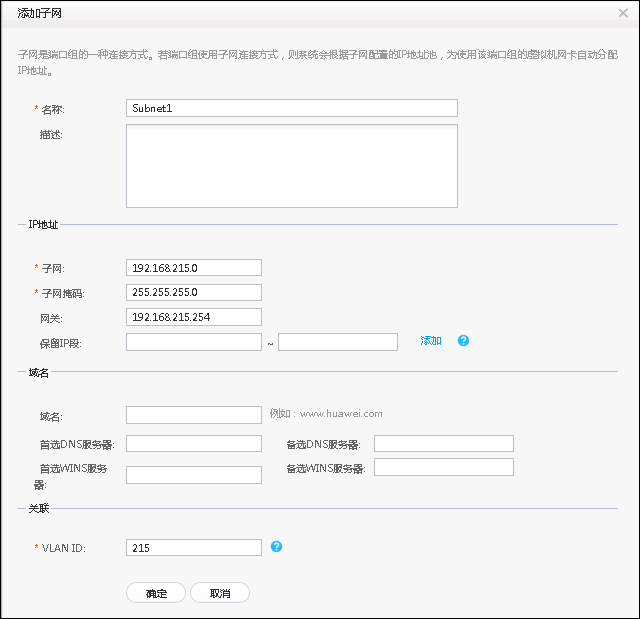 添加子网
子网是端口组的一种连接方式。若端口组使用子网连接方式，则系统会根据子网配置的IP地址池，为使用该端口组的虚拟机网卡自动分配
IP地址。
* 名称: Subnet1
描述:
IP地址
* 子网: 192.168.215.0
* 子网掩码: 255.255.255.0
网关: 192.168.215.254
保留IP段: ~ 添加 ?
域名
域名: 例如：www.huawei.com
首选DNS服务器: 备选DNS服务器:
首选WINS服务 备选WINS服务器:
器:
关联
* VLAN ID: 215 ?
确定 取消